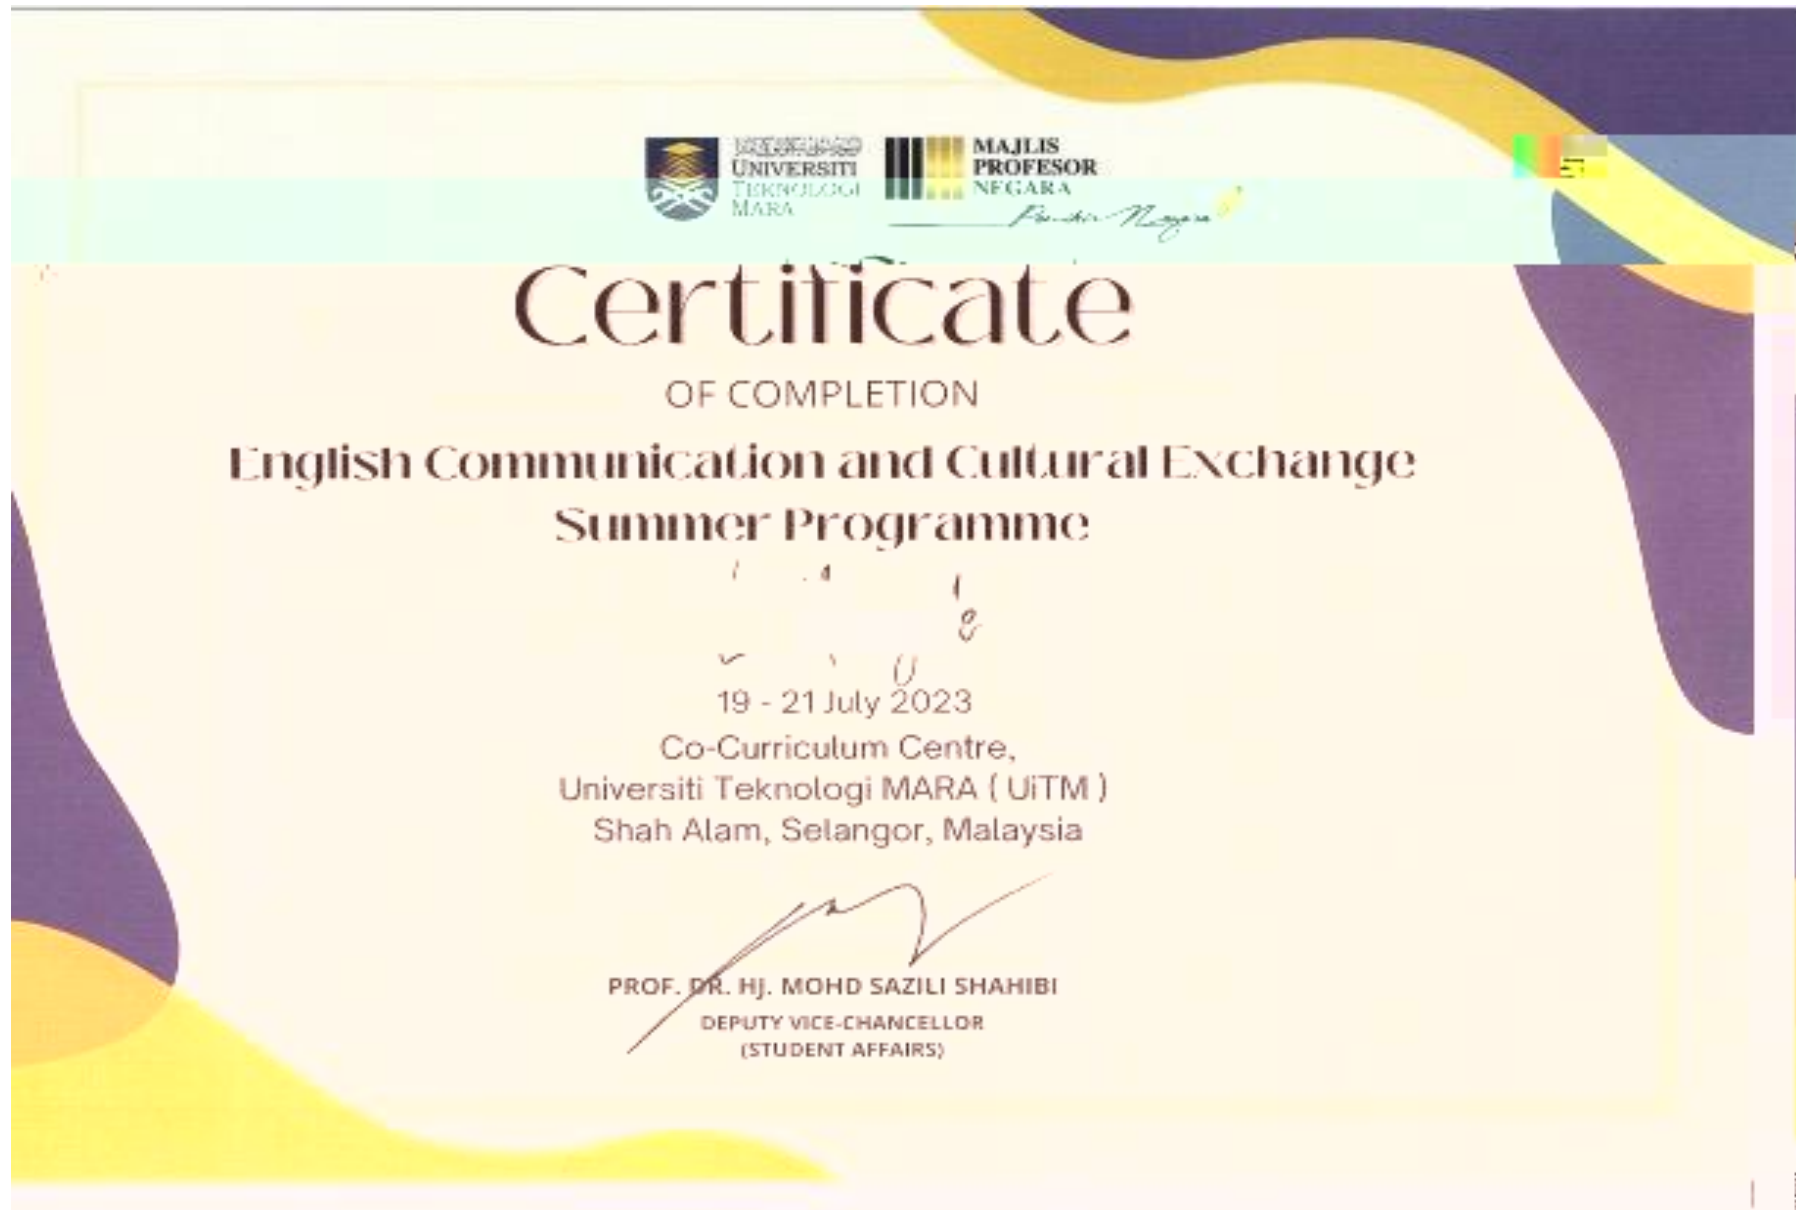 UNIVERSITI
TEKNOLOGI
MARA
MAJLIS
PROFESOR
NEGARA
Certificate
OF COMPLETION
English Communication and Cultural Exchange
Summer Programme
19 - 21 July 2023
Co-Curriculum Centre,
Universiti Teknologi MARA ( UiTM )
Shah Alam, Selangor, Malaysia
PROF. DR. HJ. MOHD SAZILI SHAHIBI
DEPUTY VICE-CHANCELLOR
(STUDENT AFFAIRS)